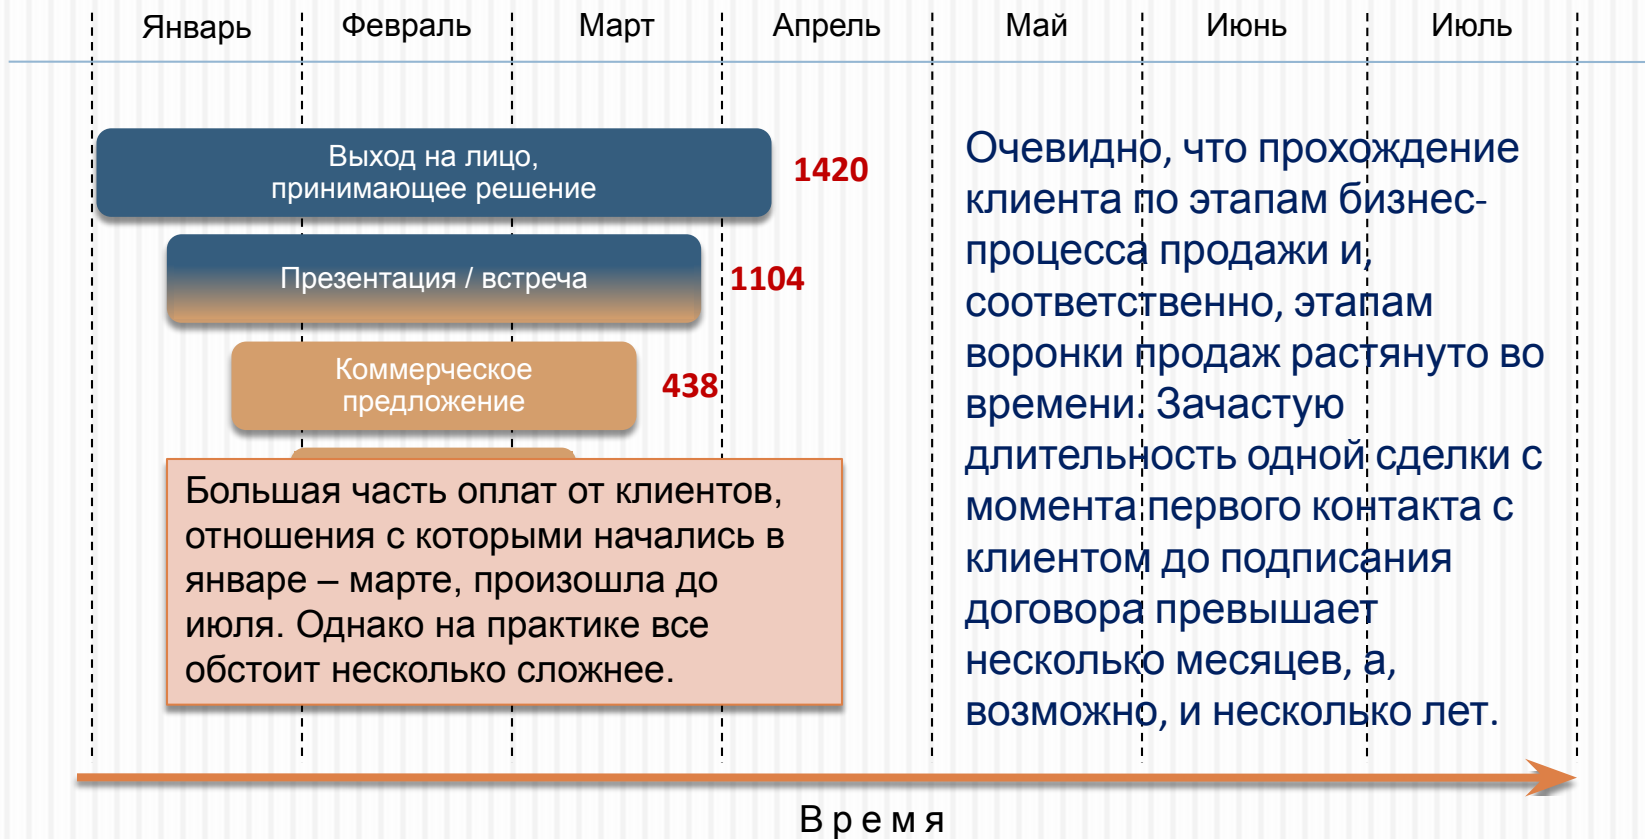 Январь Февраль Март Апрель Май Июнь Июль
Выход на лицо,
принимающее решение
1420
Презентация / встреча
1104
Коммерческое
предложение
438
Большая часть оплат от клиентов,
отношения с которыми начались в
январе – марте, произошла до
июля. Однако на практике все
обстоит несколько сложнее.
Очевидно, что прохождение
клиента по этапам бизнес-
процесса продажи и,
соответственно, этапам
воронки продаж растянуто во
времени. Зачастую
длительность одной сделки с
момента первого контакта с
клиентом до подписания
договора превышает
несколько месяцев, а,
возможно, и несколько лет.
Время